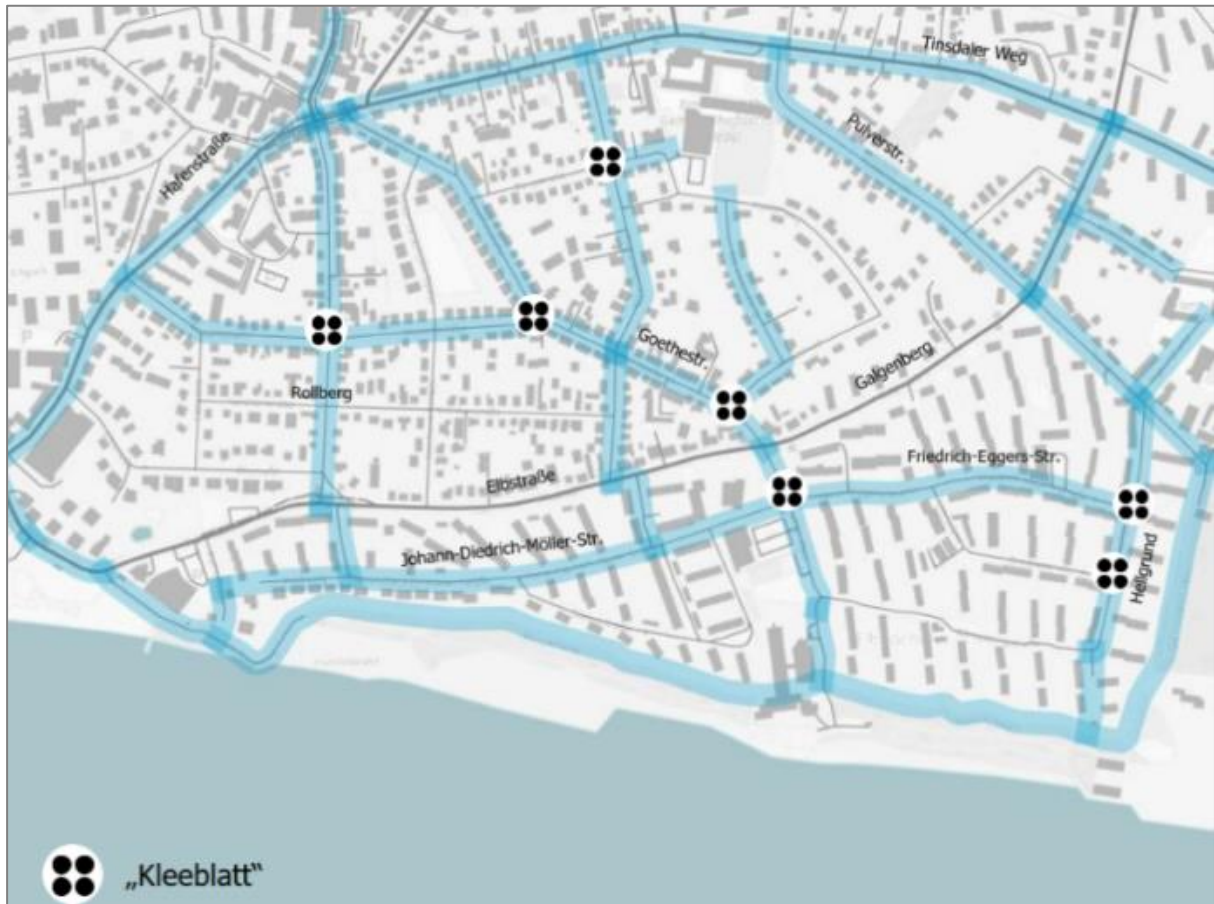 Tinsdaler Weg
Pulverstr.
Hafenstraße
Goethestr.
Galgenberg
Rollberg
Friedrich-Eggers-Str.
Elbstraße
Johann-Diedrich-Möller-Str.
Hellgrund
„Kleeblatt“